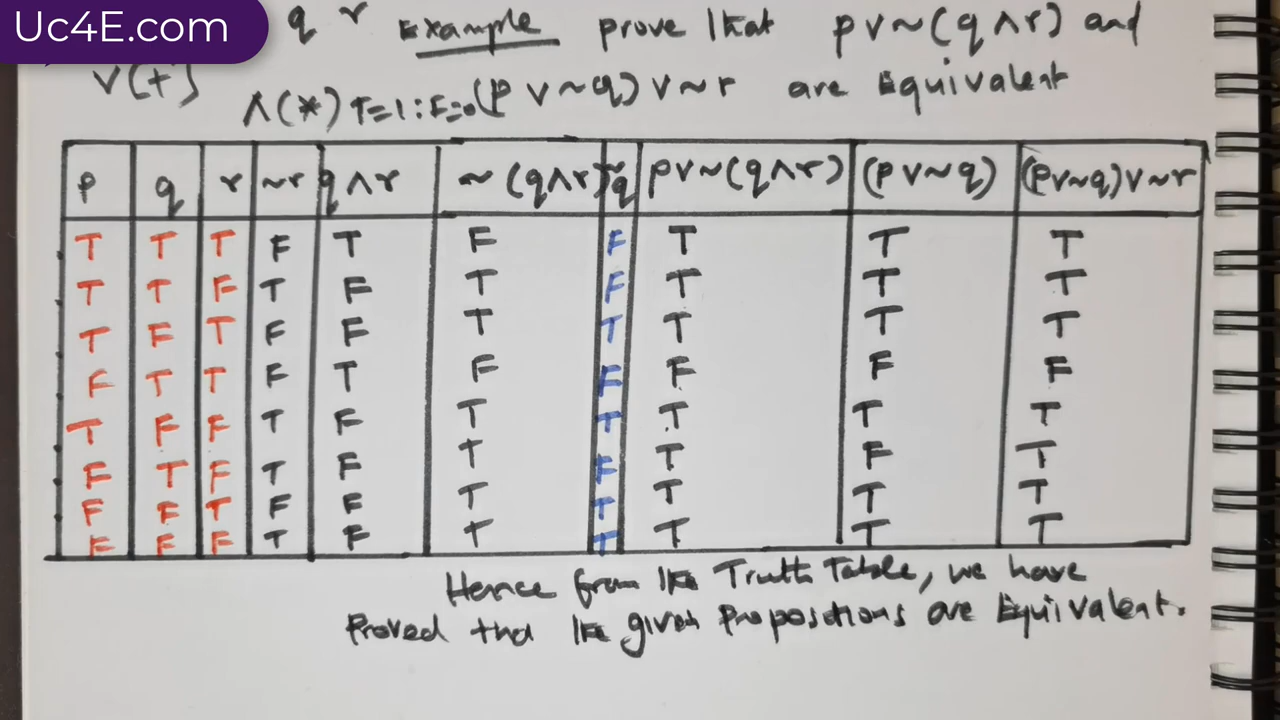 Uc4E.com
q r Example prove that p∨~(q∧r) and
∨(+)
∧(*) T=1:F=0 (p∨~q)∨~r are Equivalent
p q r ~r q∧r ~(q∧r) ~q p∨~(q∧r) (p∨~q) (p∨~q)∨~r
T T T F T F F T T T
T T F T F T F T T T
T F T F F T T T T T
F T T F T F F F F F
T F F T F T T T T T
F T F T F T F T F T
F F T F F T T T T T
F F F T F T T T T T
Hence from the Truth Table, we have
Proved tha the given Propositions are Equivalent.